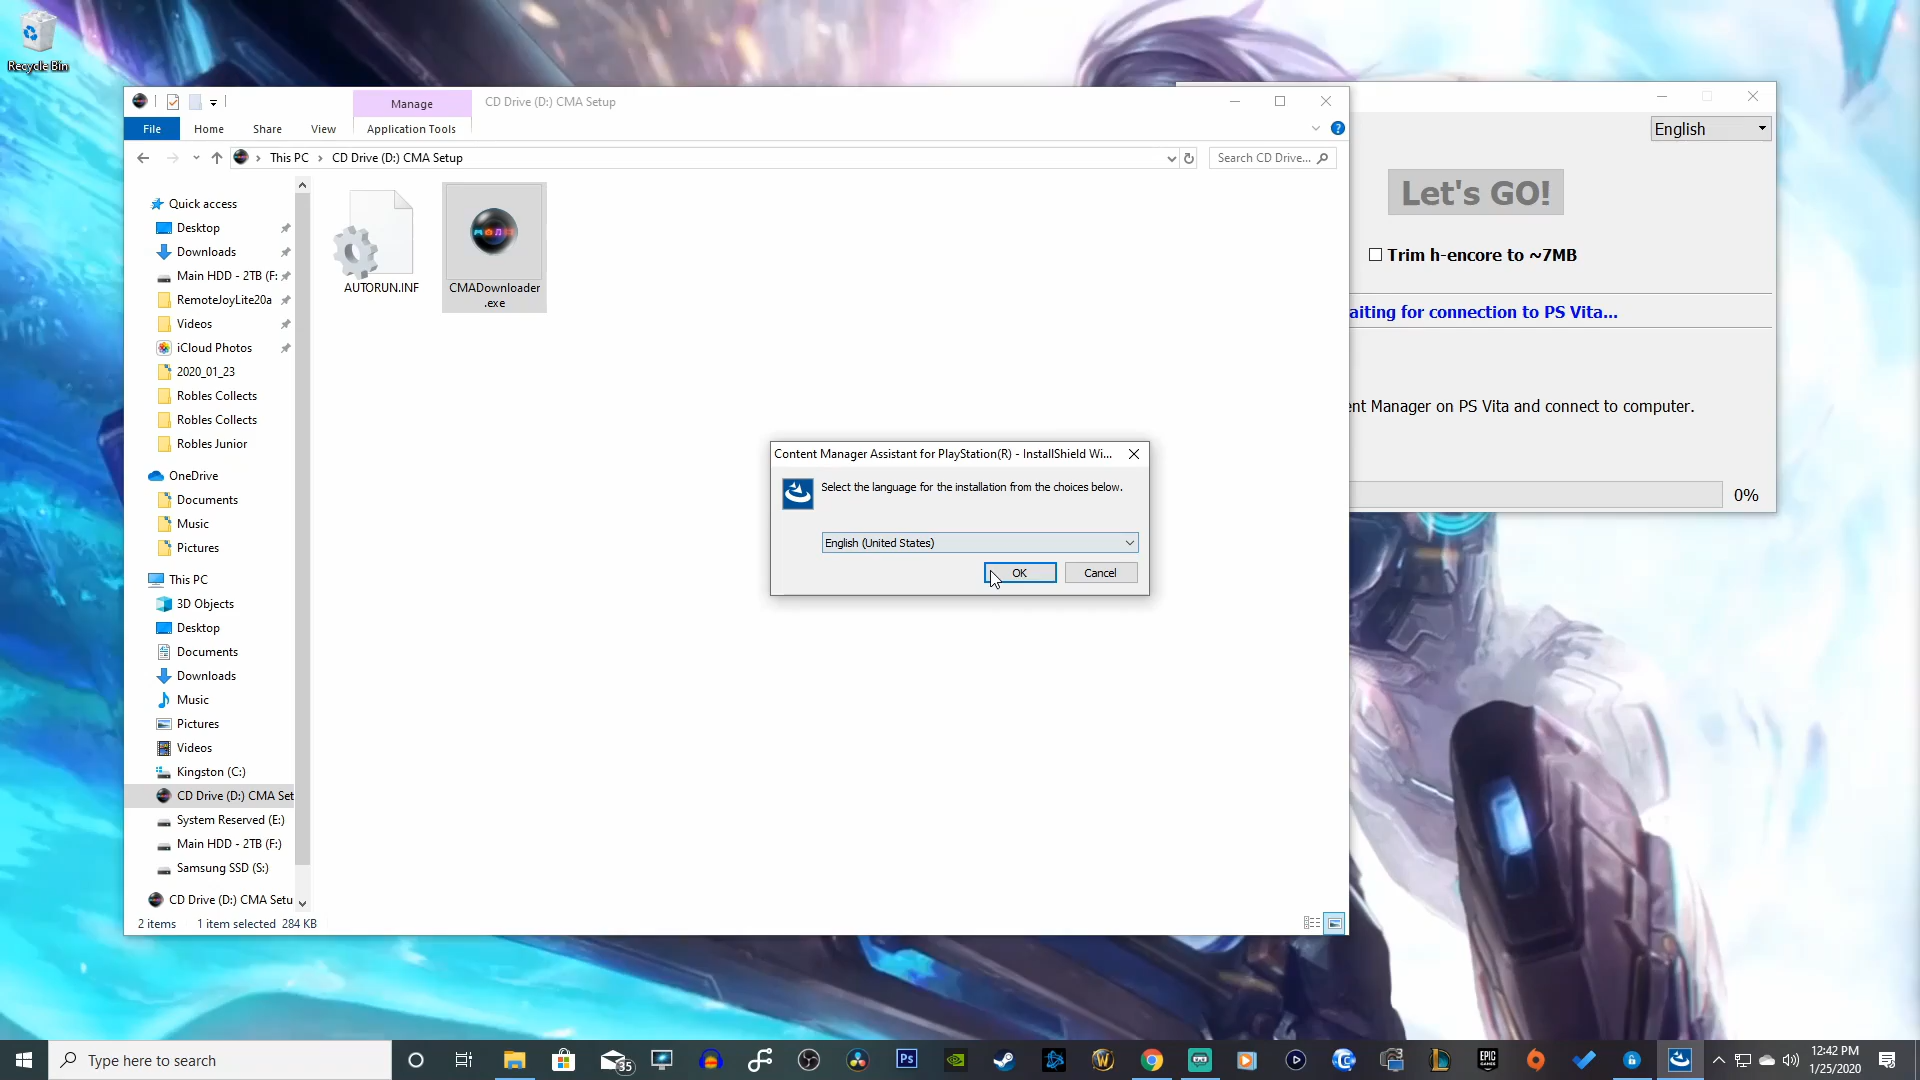 Recycle Bin
Manage
CD Drive (D:) CMA Setup
File
Home
Share
View
Application Tools
This PC
CD Drive (D:) CMA Setup
Search CD Drive...
Quick access
Desktop
Downloads
Main HDD - 2TB (F:
RemoteJoyLite20a
Videos
iCloud Photos
2020_01_23
Robles Collects
Robles Collects
Robles Junior
OneDrive
Documents
Music
Pictures
This PC
3D Objects
Desktop
Documents
Downloads
Music
Pictures
Videos
Kingston (C:)
CD Drive (D:) CMA Set
System Reserved (E:)
Main HDD - 2TB (F:)
Samsung SSD (S:)
CD Drive (D:) CMA Setu
2 items
1 item selected 284 KB
AUTORUN.INF
CMADownloader
.exe
Content Manager Assistant for PlayStation(R) - InstallShield Wi...
Select the language for the installation from the choices below.
English (United States)
OK
Cancel
English
Let's GO!
Trim h-encore to ~7MB
aiting for connection to PS Vita...
ent Manager on PS Vita and connect to computer.
0%
Type here to search
35
Ps
EPIC
GAMES
12:42 PM
1/25/2020